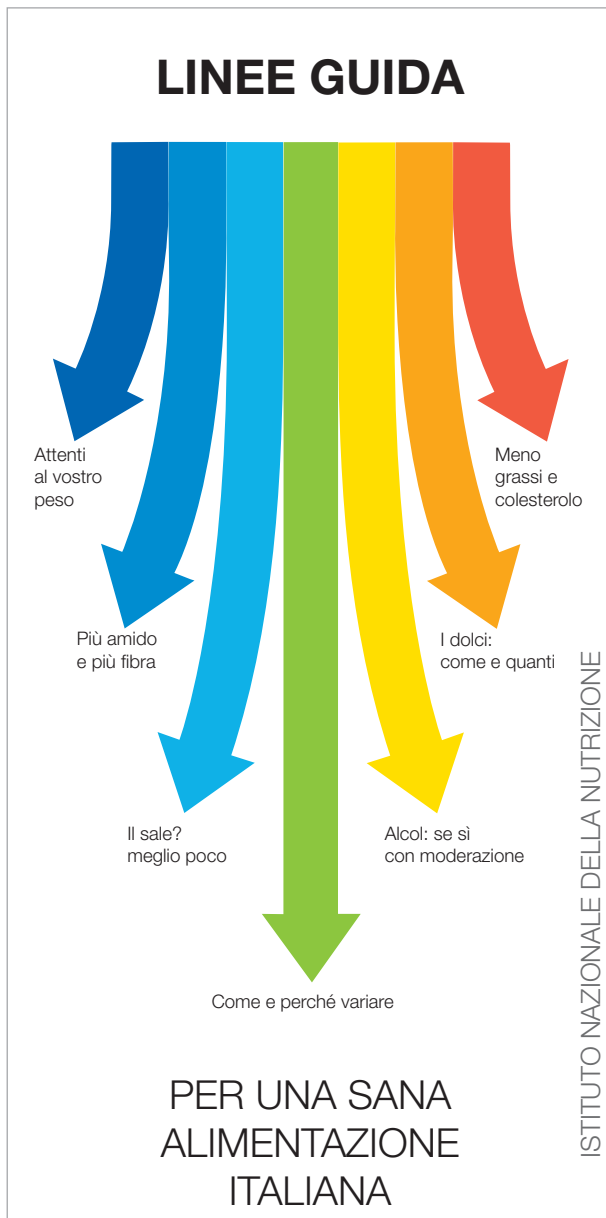 LINEE GUIDA
Attenti
al vostro
peso
Meno
grassi e
colesterolo
Più amido
e più fibra
I dolci:
come e quanti
Il sale?
meglio poco
Alcol: se sì
con moderazione
Come e perché variare
PER UNA SANA
ALIMENTAZIONE
ITALIANA
ISTITUTO NAZIONALE DELLA NUTRIZIONE